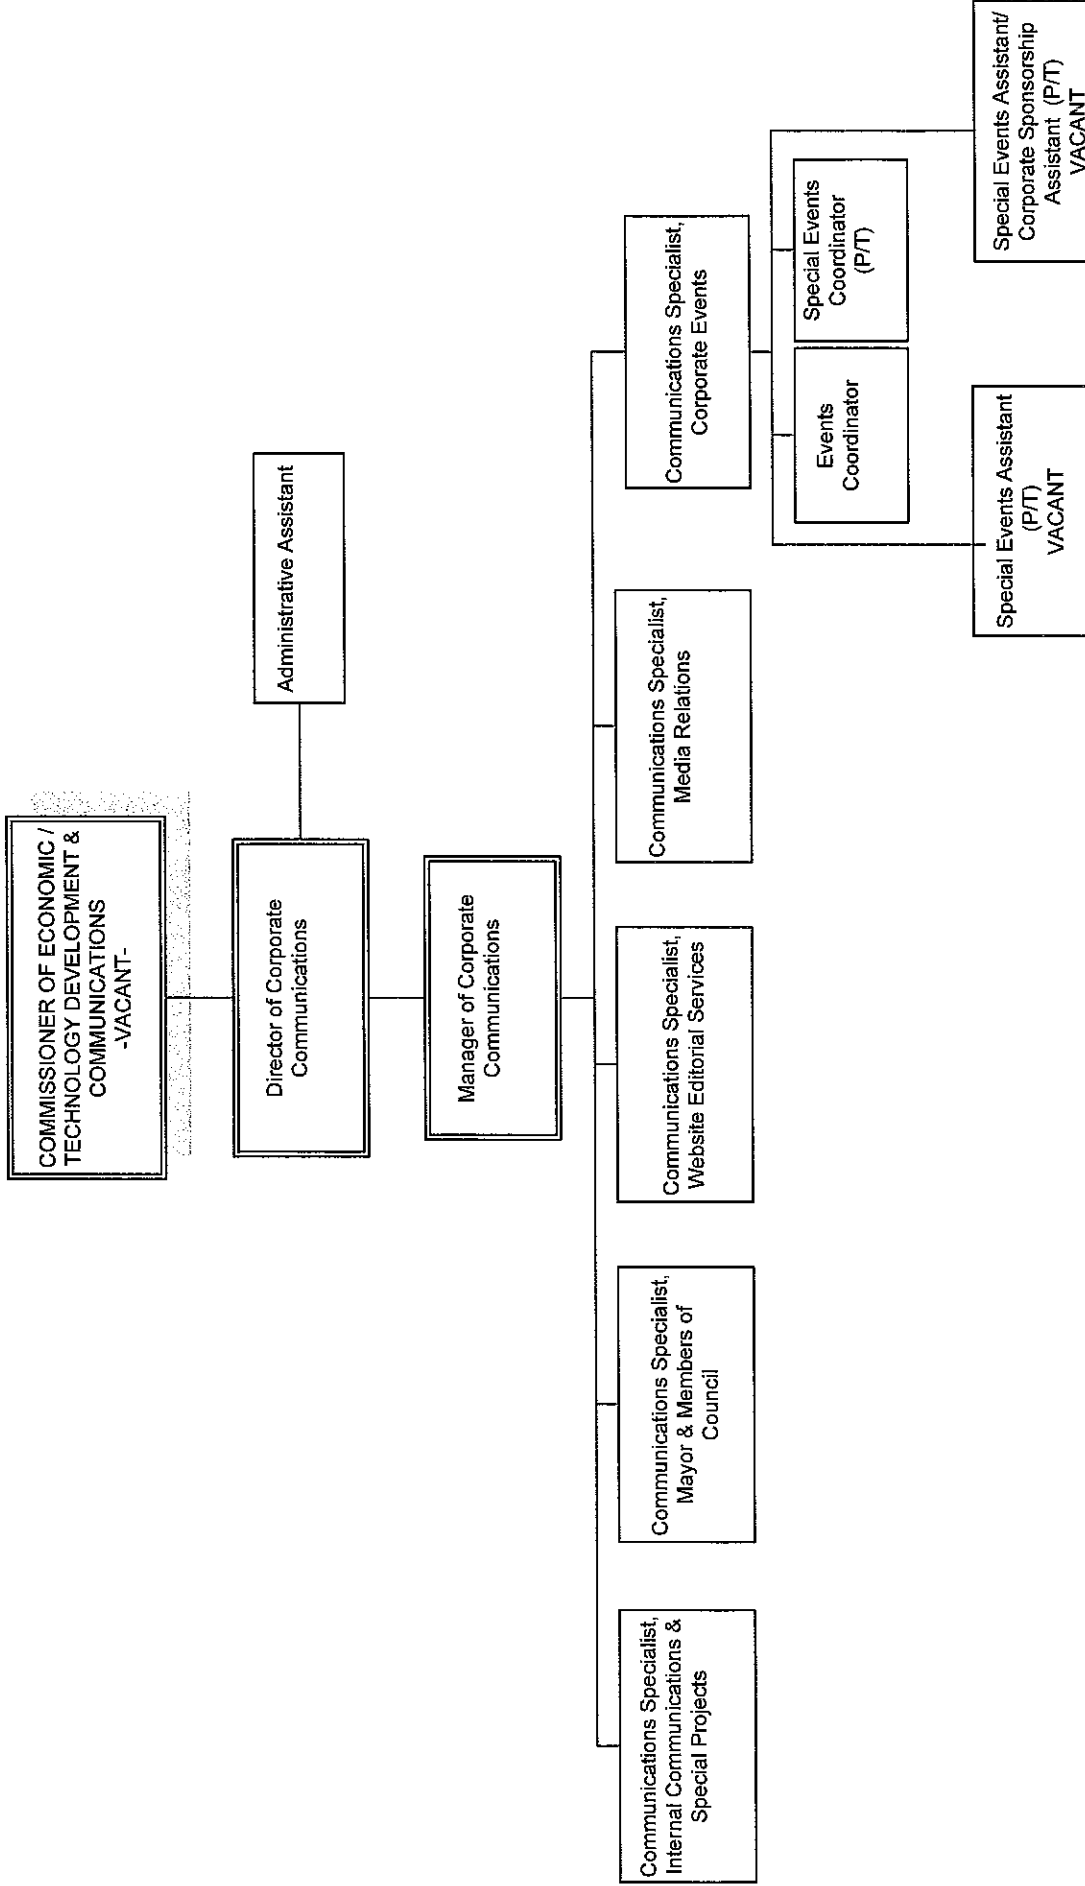 COMMISSIONER OF ECONOMIC /
TECHNOLOGY DEVELOPMENT &
COMMUNICATIONS
-VACANT-
Director of Corporate
Communications
Administrative Assistant
Manager of Corporate
Communications
Communications Specialist,
Internal Communications &
Special Projects
Communications Specialist,
Mayor & Members of
Council
Communications Specialist,
Website Editorial Services
Communications Specialist,
Media Relations
Communications Specialist,
Corporate Events
Events
Coordinator
Special Events
Coordinator
(P/T)
Special Events Assistant
(P/T)
VACANT
Special Events Assistant/
Corporate Sponsorship
Assistant (P/T)
VACANT